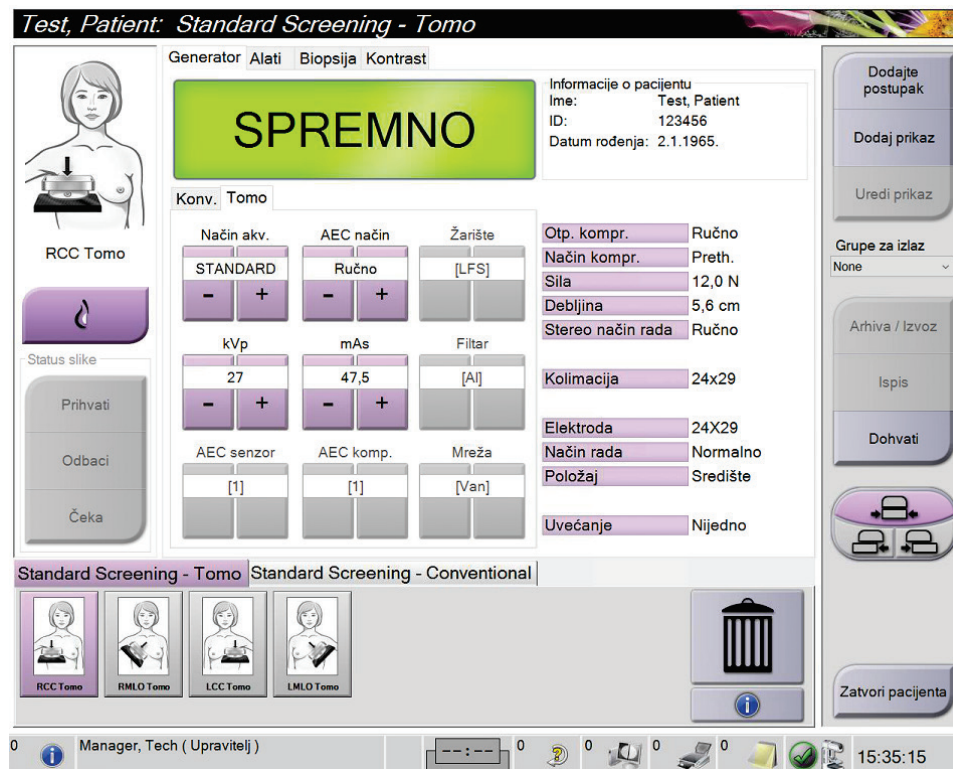 Test, Patient: Standard Screening - Tomo
Generator Alati Biopsija Kontrast
SPREMNO
Informacije o pacijentu
Ime: Test, Patient
ID: 123456
Datum rođenja: 2.1.1965.
RCC Tomo
Status slike
Prihvati
Odbaci
Čeka
Konv. Tomo
Način akv. AEC način Žarište
STANDARD Ručno [LFS]
- + - +
kVp mAs Filtar
27 47,5 [Al]
- + - +
AEC senzor AEC komp. Mreža
[1] [1] [Van]
Otp. kompr. Ručno
Način kompr. Preth.
Sila 12,0 N
Debljina 5,6 cm
Stereo način rada Ručno
Kolimacija 24x29
Elektroda 24X29
Način rada Normalno
Položaj Središte
Uvećanje Nijedno
Dodajte
postupak
Dodaj prikaz
Uredi prikaz
Grupe za izlaz
None
Arhiva / Izvoz
Ispis
Dohvati
Zatvori pacijenta
Standard Screening - Tomo Standard Screening - Conventional
RCC Tomo RMLO Tomo LCC Tomo LMLO Tomo
0 Manager, Tech ( Upravitelj ) --:-- 0 0 0 0 15:35:15